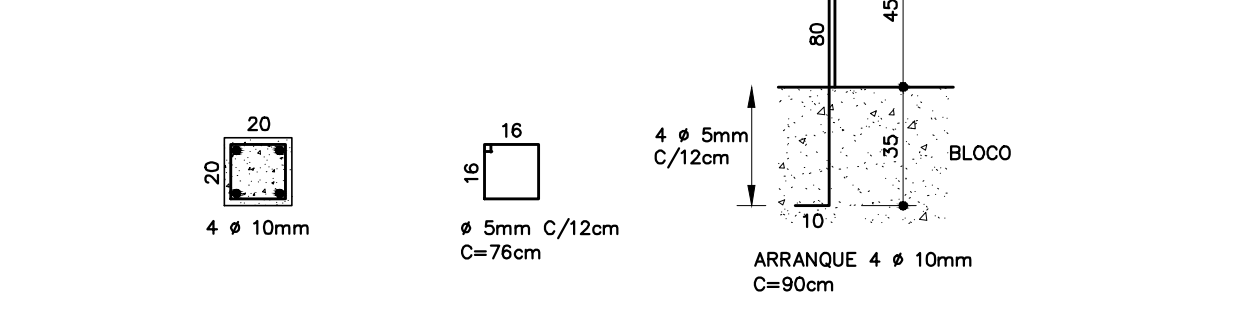 20
20
4 ø 10mm
16
16
ø 5mm C/12cm
C=76cm
80
45
4 ø 5mm
C/12cm
35
BLOCO
10
ARRANQUE 4 ø 10mm
C=90cm